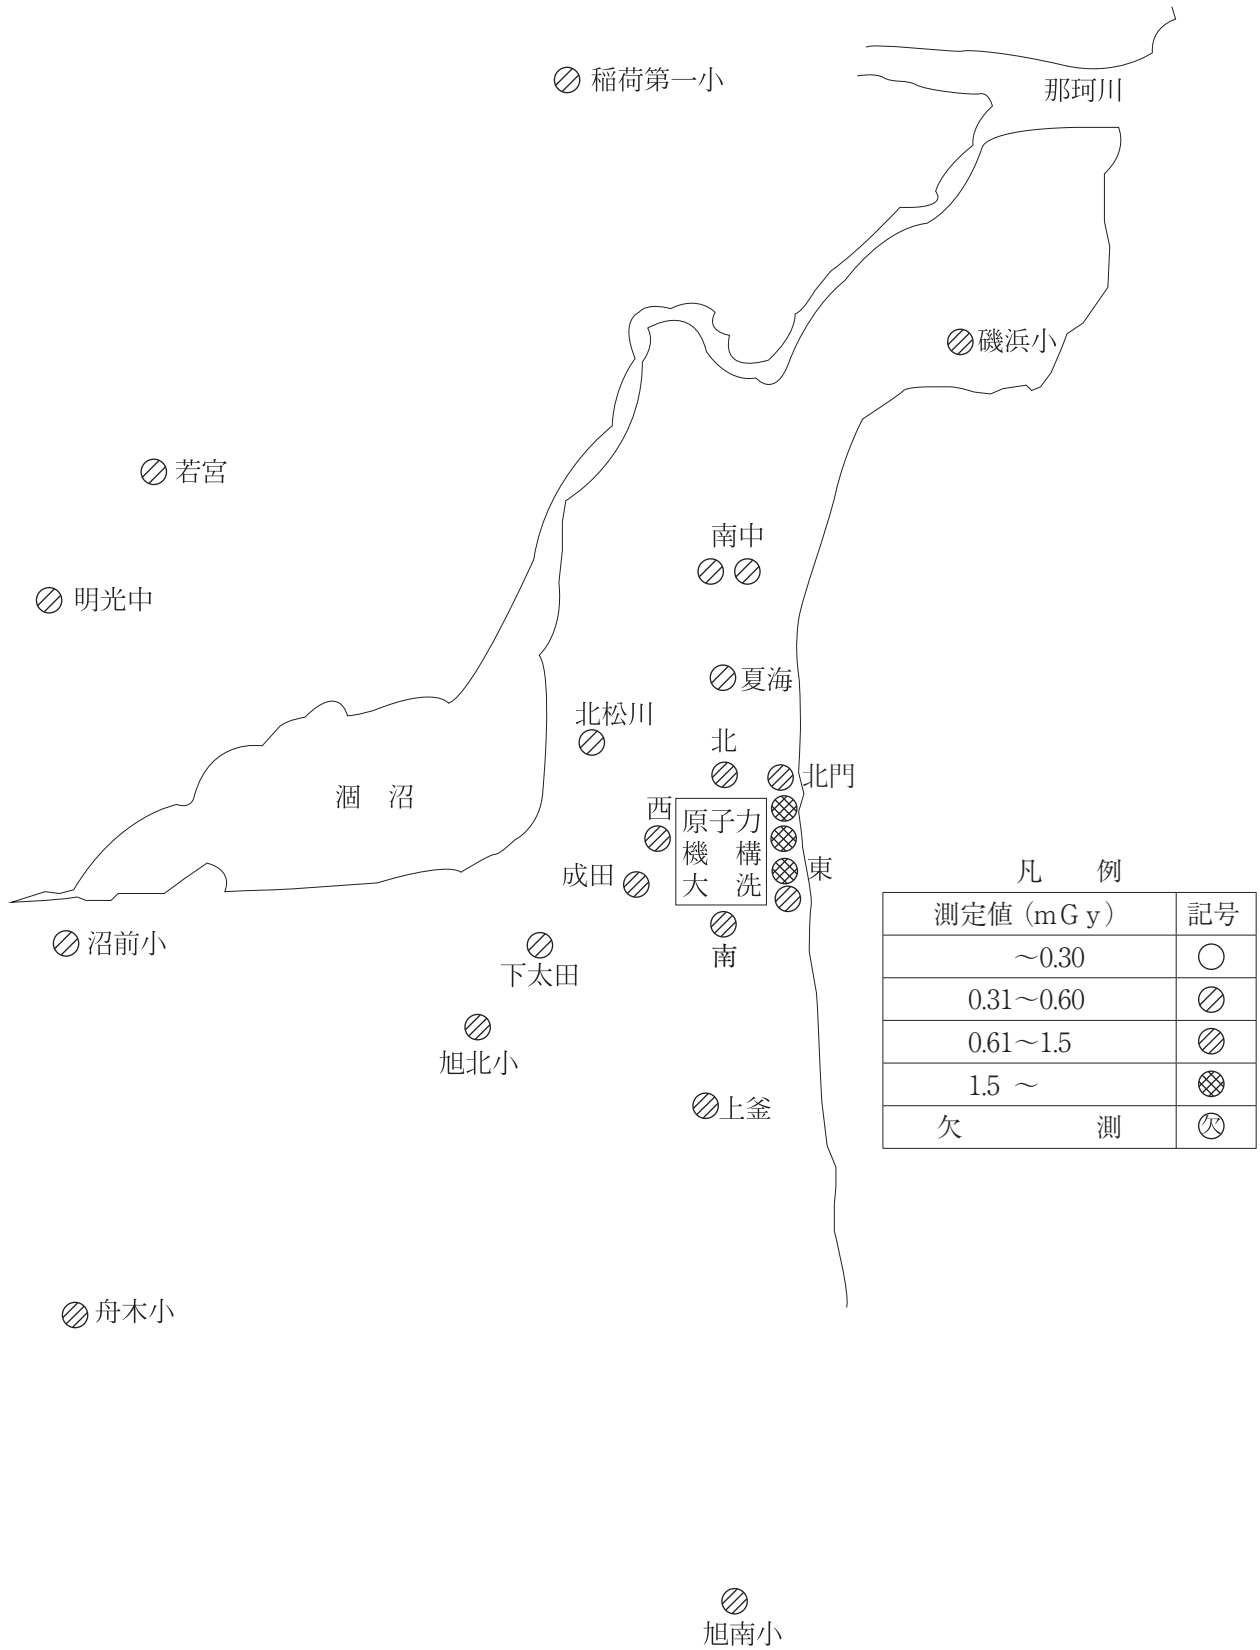 稲荷第一小
那珂川
磯浜小
若宮
南中
明光中
夏海
北松川
北
北門
涸 沼
西
原子力
機 構
大 洗
成田
東
南
沼前小
下太田
旭北小
上釜
凡 例
測定値（mGy） 記号
～0.30
0.31～0.60
0.61～1.5
1.5 ～
欠 測 欠
舟木小
旭南小